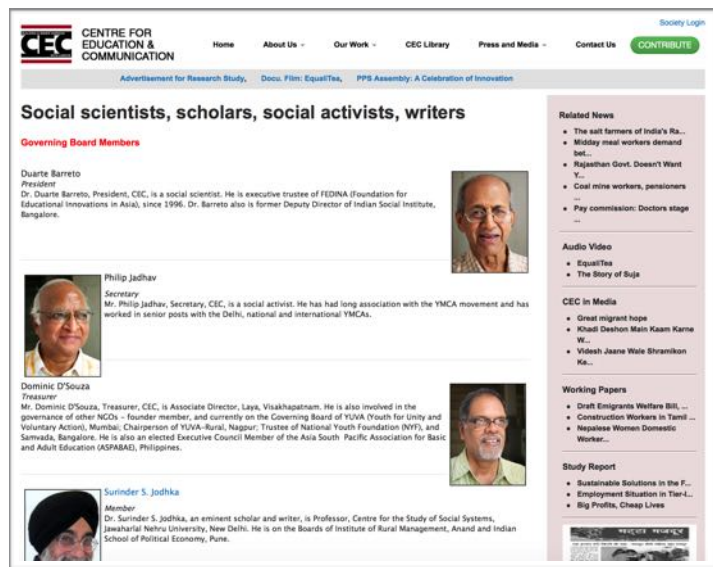 Society Login
CEC
CENTRE FOR
EDUCATION &
COMMUNICATION
Home
About Us
Our Work
CEC Library
Press and Media
Contact Us
CONTRIBUTE
Advertisement for Research Study, Docu. Film: EqualiTea, PPS Assembly: A Celebration of Innovation
Social scientists, scholars, social activists, writers
Governing Board Members
Duarte Barreto
President
Dr. Duarte Barreto, President, CEC, is a social scientist. He is executive trustee of FEDINA (Foundation for
Educational Innovations in Asia), since 1996. Dr. Barreto also is former Deputy Director of Indian Social Institute,
Bangalore.
Philip Jadhav
Secretary
Mr. Philip Jadhav, Secretary, CEC, is a social activist. He has had long association with the YMCA movement and has
worked in senior posts with the Delhi, national and international YMCAs.
Dominic D'Souza
Treasurer
Mr. Dominic D'Souza, Treasurer, CEC, is Associate Director, Laya, Visakhapatnam. He is also involved in the
governance of other NGOs – founder member, and currently on the Governing Board of YUVA (Youth for Unity and
Voluntary Action), Mumbai; Chairperson of YUVA-Rural, Nagpur; Trustee of National Youth Foundation (NYF), and
Samvada, Bangalore. He is also an elected Executive Council Member of the Asia South Pacific Association for Basic
and Adult Education (ASPABAE), Philippines.
Surinder S. Jodhka
Member
Dr. Surinder S. Jodhka, an eminent scholar and writer, is Professor, Centre for the Study of Social Systems,
Jawaharlal Nehru University, New Delhi. He is on the Boards of Institute of Rural Management, Anand and Indian
School of Political Economy, Pune.
Related News
The salt farmers of India's Ra...
Midday meal workers demand
bet...
Rajasthan Govt. Doesn't Want
Y...
Coal mine workers, pensioners
...
Pay commission: Doctors stage
...
Audio Video
EqualiTea
The Story of Suja
CEC in Media
Great migrant hope
Khadi Deshon Main Kaam Karne
W...
Videsh Jaane Wale Shramikon
Ke...
Working Papers
Draft Emigrants Welfare Bill, ...
Construction Workers in Tamil ...
Nepalese Women Domestic
Worker...
Study Report
Sustainable Solutions in the F...
Employment Situation in Tier-I...
Big Profits, Cheap Lives